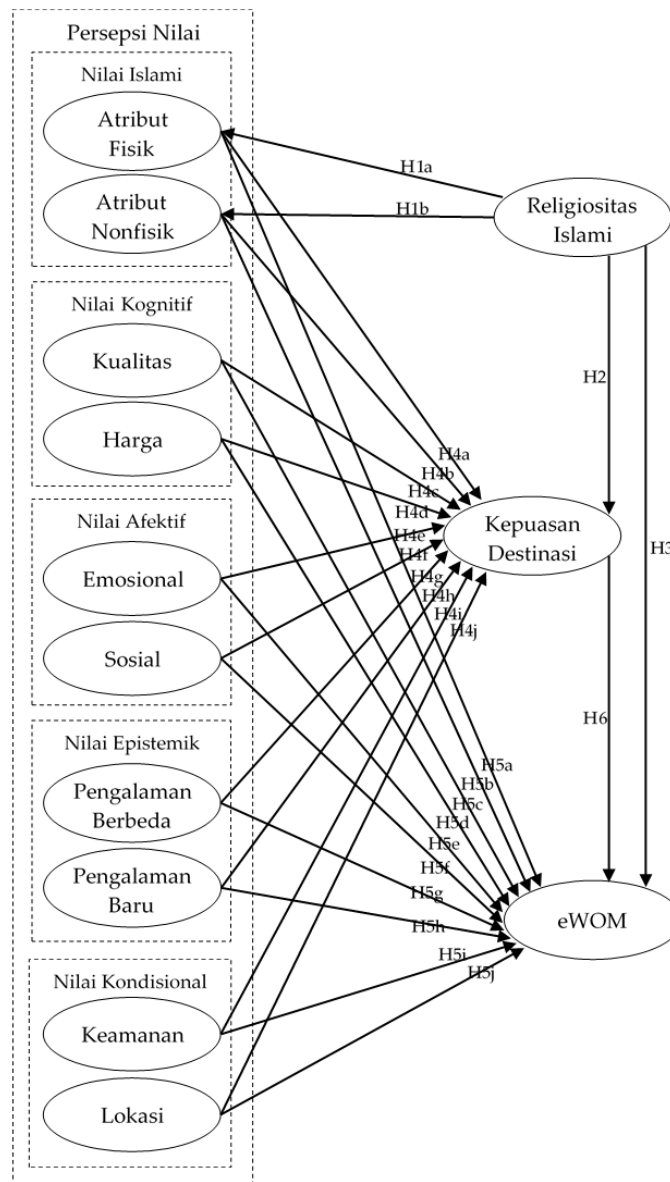 Persepsi Nilai
Nilai Islami
Atribut
Fisik
Atribut
Nonfisik
Nilai Kognitif
Kualitas
Harga
Nilai Afektif
Emosional
Sosial
Nilai Epistemik
Pengalaman
Berbeda
Pengalaman
Baru
Nilai Kondisional
Keamanan
Lokasi
H1a
H1b
Religiositas
Islami
H2
H3
H4a
H4b
H4c
H4d
H4e
H4f
H4g
H4h
H4i
H4j
Kepuasan
Destinasi
H6
H5a
H5b
H5c
H5d
H5e
H5f
H5g
H5h
H5i
H5j
eWOM